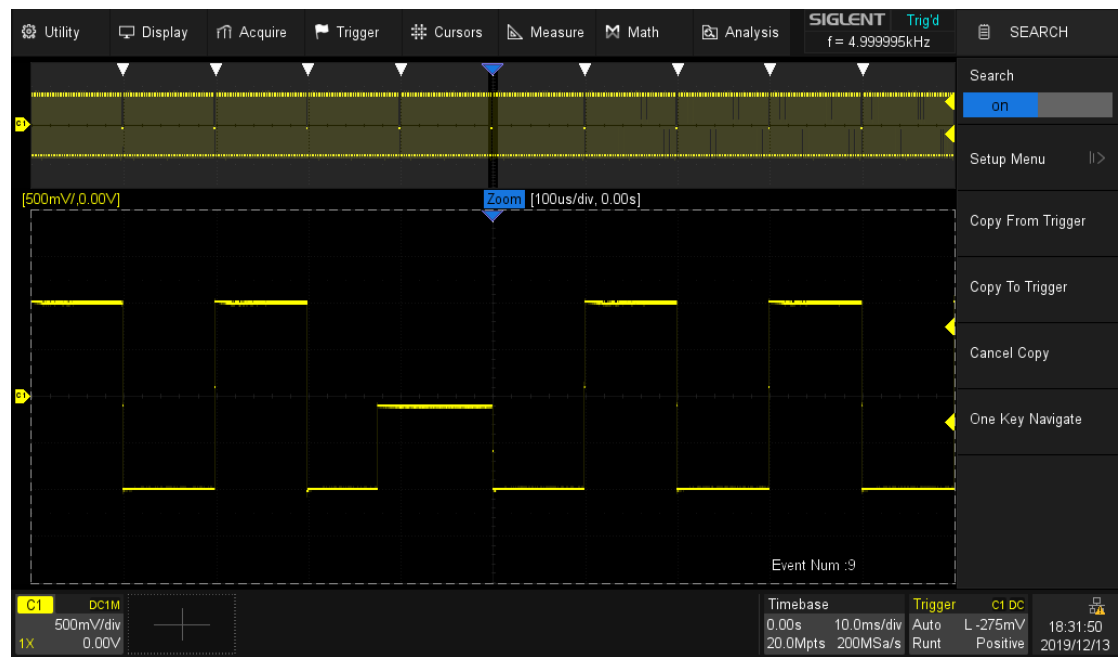 Utility Display Acquire Trigger Cursors Measure Math Analysis
SIGLENT Trig'd
f = 4.999995kHz
SEARCH
Search
on
Setup Menu
Copy From Trigger
Copy To Trigger
Cancel Copy
One Key Navigate
C1
[500mV/,0.00V] Zoom [100us/div, 0.00s]
C1
Event Num :9
C1 DC1M
500mV/div
1X 0.00V
Timebase
0.00s 10.0ms/div
20.0Mpts 200MSa/s
Trigger C1 DC
Auto L -275mV
Runt Positive
18:31:50
2019/12/13